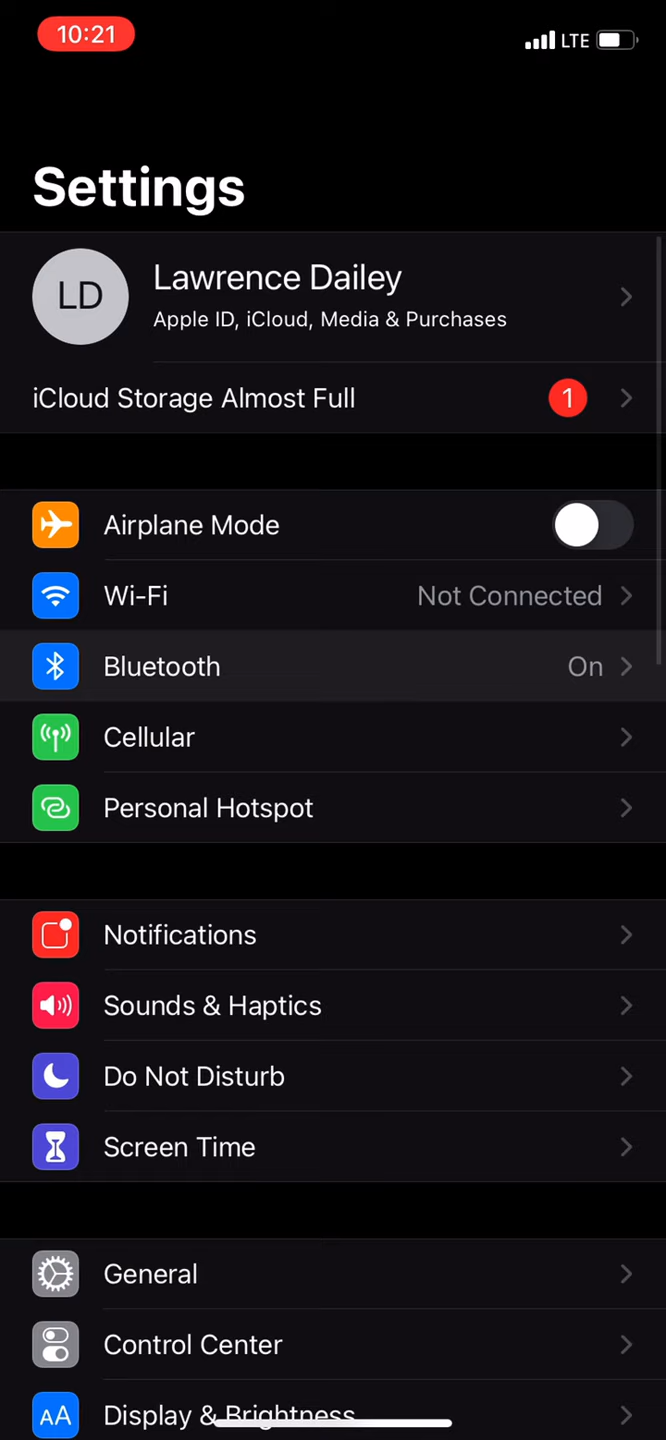 10:21
LTE
Settings
LD
Lawrence Dailey
Apple ID, iCloud, Media & Purchases
iCloud Storage Almost Full 1
Airplane Mode
Wi-Fi Not Connected
Bluetooth On
Cellular
Personal Hotspot
Notifications
Sounds & Haptics
Do Not Disturb
Screen Time
General
Control Center
AA Display & Brightness